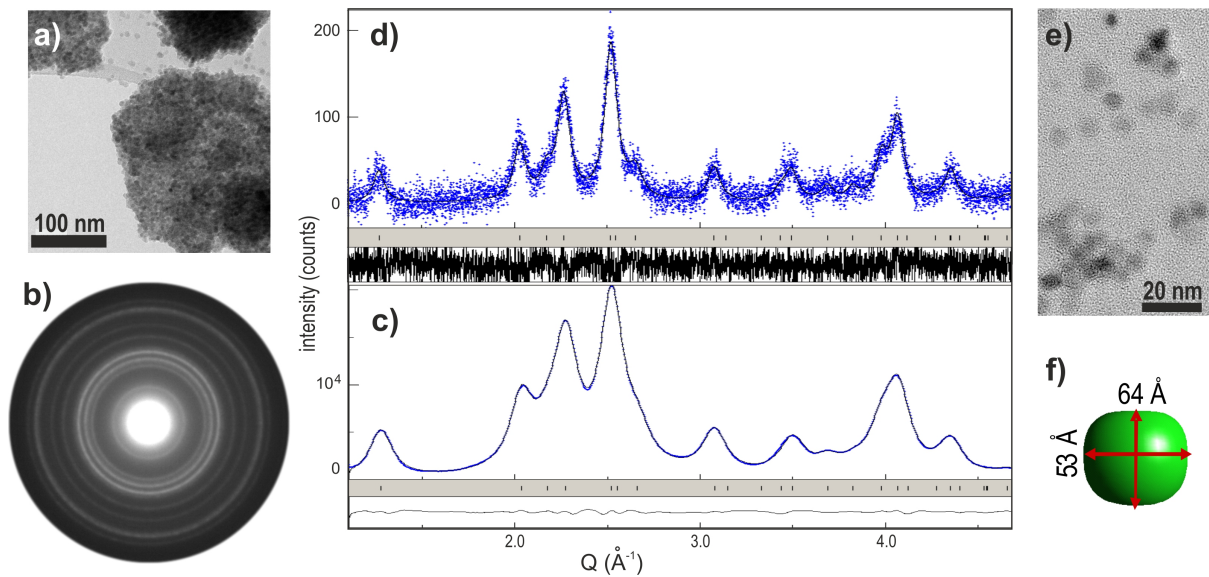 a)
100 nm
b)
d)
200
100
0
intensity (counts)
c)
10⁴
0
2.0
3.0
4.0
Q (Å⁻¹)
e)
20 nm
f)
64 Å
53 Å